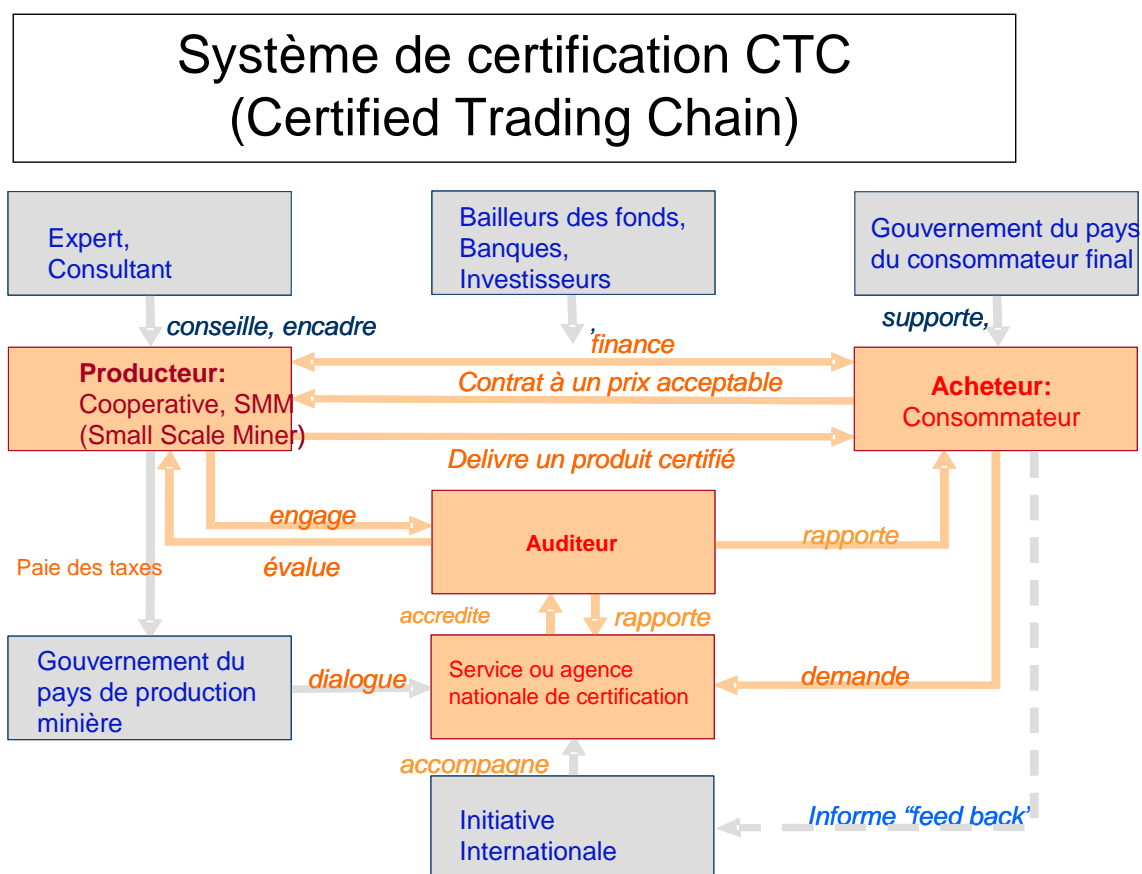 Système de certification CTC
(Certified Trading Chain)
Expert,
Consultant
Bailleurs des fonds,
Banques,
Investisseurs
Gouvernement du pays
du consommateur final
conseille, encadre
,
finance
supporte,
Producteur:
Cooperative, SMM
(Small Scale Miner)
Contrat à un prix acceptable
Acheteur:
Consommateur
Delivre un produit certifié
engage
Auditeur
rapporte
Paie des taxes
évalue
accredite
rapporte
Gouvernement du
pays de production
minière
dialogue
Service ou agence
nationale de certification
demande
accompagne
Initiative
Internationale
Informe “feed back’